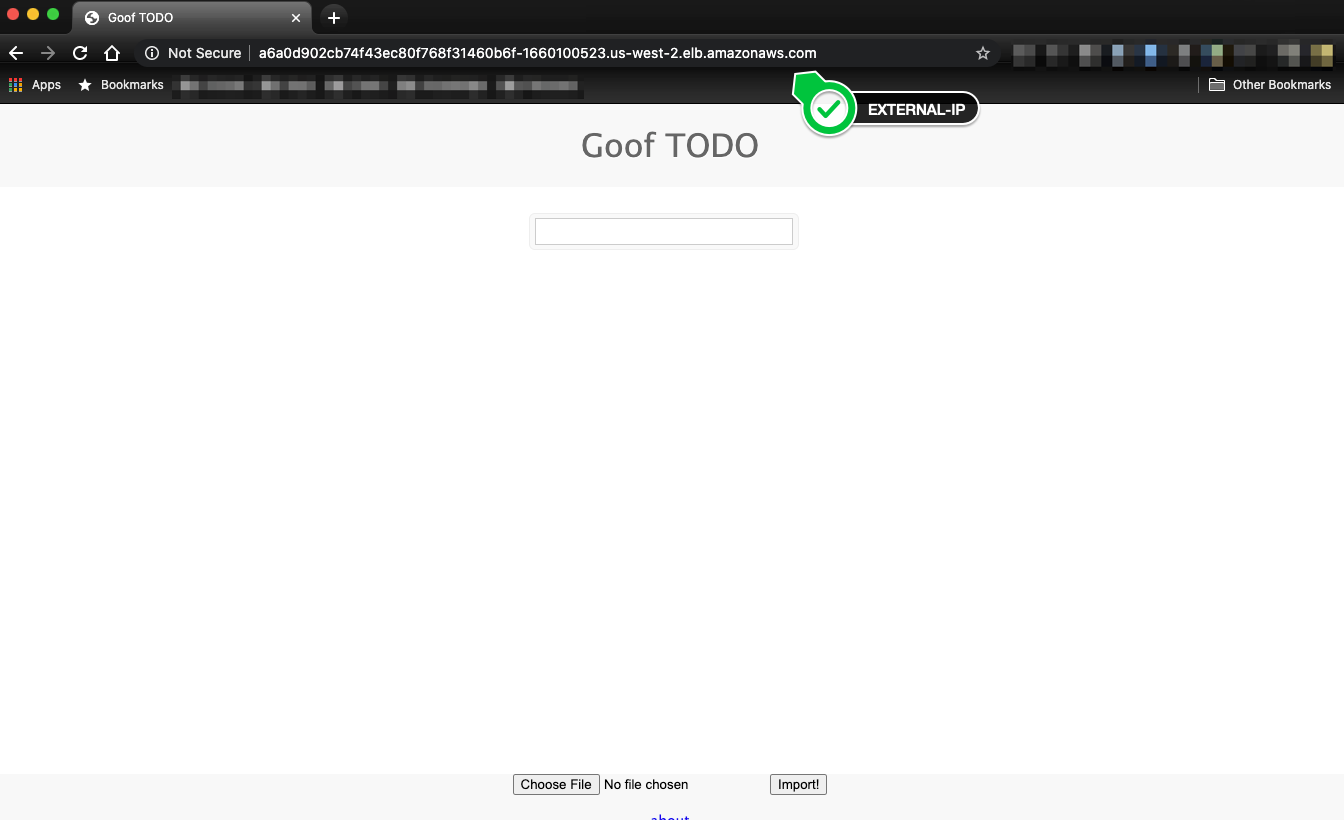 Goof TODO
Not Secure a6a0d902cb74f43ec80f768f31460b6f-1660100523.us-west-2.elb.amazonaws.com
Apps Bookmarks Other Bookmarks
EXTERNAL-IP
Goof TODO
Choose File No file chosen Import!
about